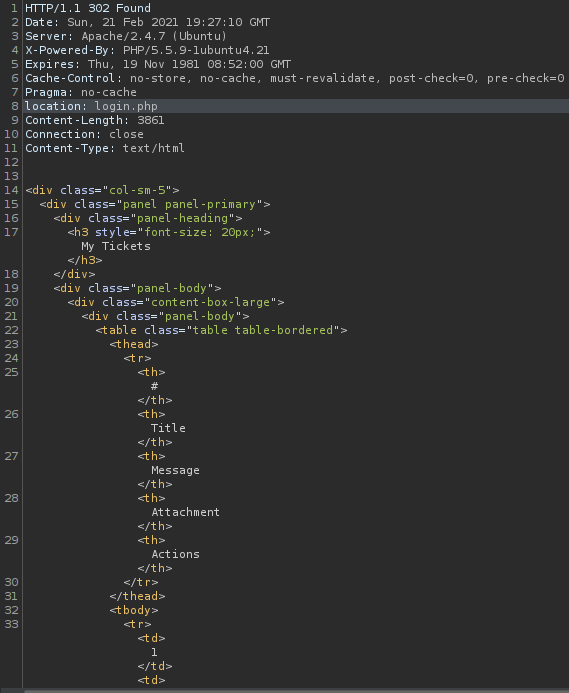 1 HTTP/1.1 302 Found
2 Date: Sun, 21 Feb 2021 19:27:10 GMT
3 Server: Apache/2.4.7 (Ubuntu)
4 X-Powered-By: PHP/5.5.9-1ubuntu4.21
5 Expires: Thu, 19 Nov 1981 08:52:00 GMT
6 Cache-Control: no-store, no-cache, must-revalidate, post-check=0, pre-check=0
7 Pragma: no-cache
8 location: login.php
9 Content-Length: 3861
10 Connection: close
11 Content-Type: text/html
12
13
14 <div class="col-sm-5">
15 <div class="panel panel-primary">
16 <div class="panel-heading">
17 <h3 style="font-size: 20px;">
My Tickets
</h3>
18 </div>
19 <div class="panel-body">
20 <div class="content-box-large">
21 <div class="panel-body">
22 <table class="table table-bordered">
23 <thead>
24 <tr>
25 <th>
#
</th>
26 <th>
Title
</th>
27 <th>
Message
</th>
28 <th>
Attachment
</th>
29 <th>
Actions
</th>
30 </tr>
31 </thead>
32 <tbody>
33 <tr>
<td>
1
</td>
<td>